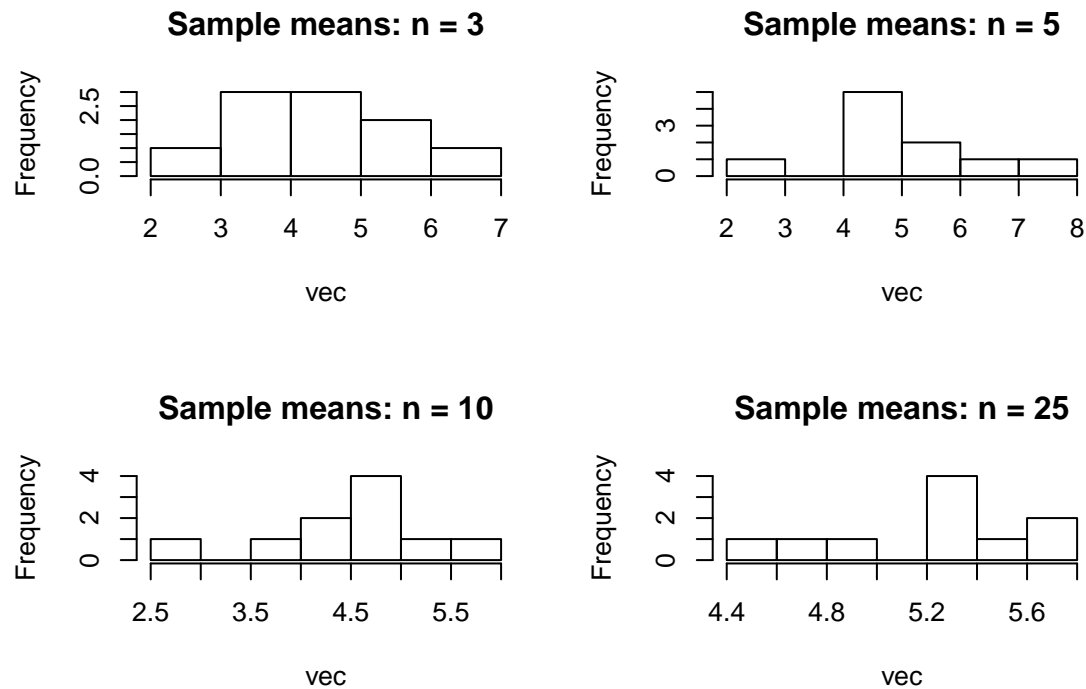 Sample means: n = 3
Frequency
0.0 2.5
2 3 4 5 6 7
vec
Sample means: n = 5
Frequency
0 3
2 3 4 5 6 7 8
vec
Sample means: n = 10
Frequency
0 2 4
2.5 3.5 4.5 5.5
vec
Sample means: n = 25
Frequency
0 2 4
4.4 4.8 5.2 5.6
vec